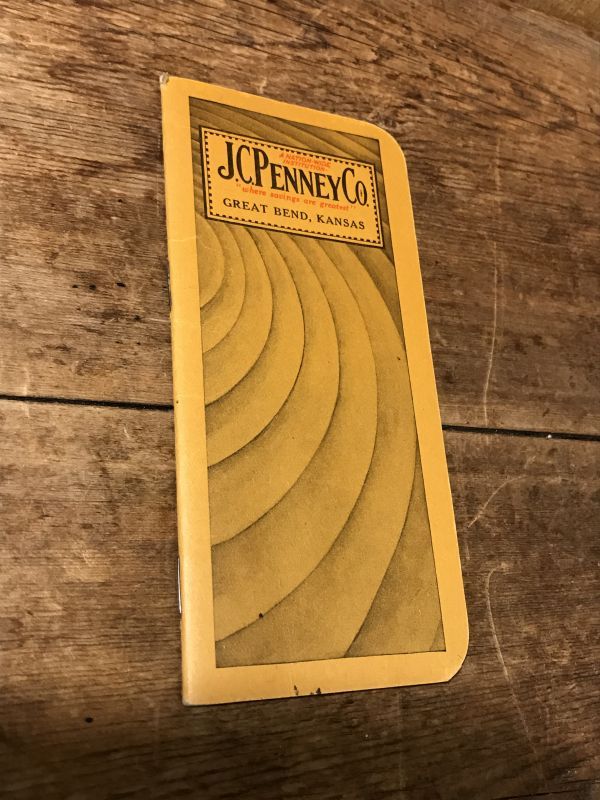 A NATION-WIDE
INSTITUTION
J.C.PENNEY CO.
"where savings are greatest"
GREAT BEND, KANSAS